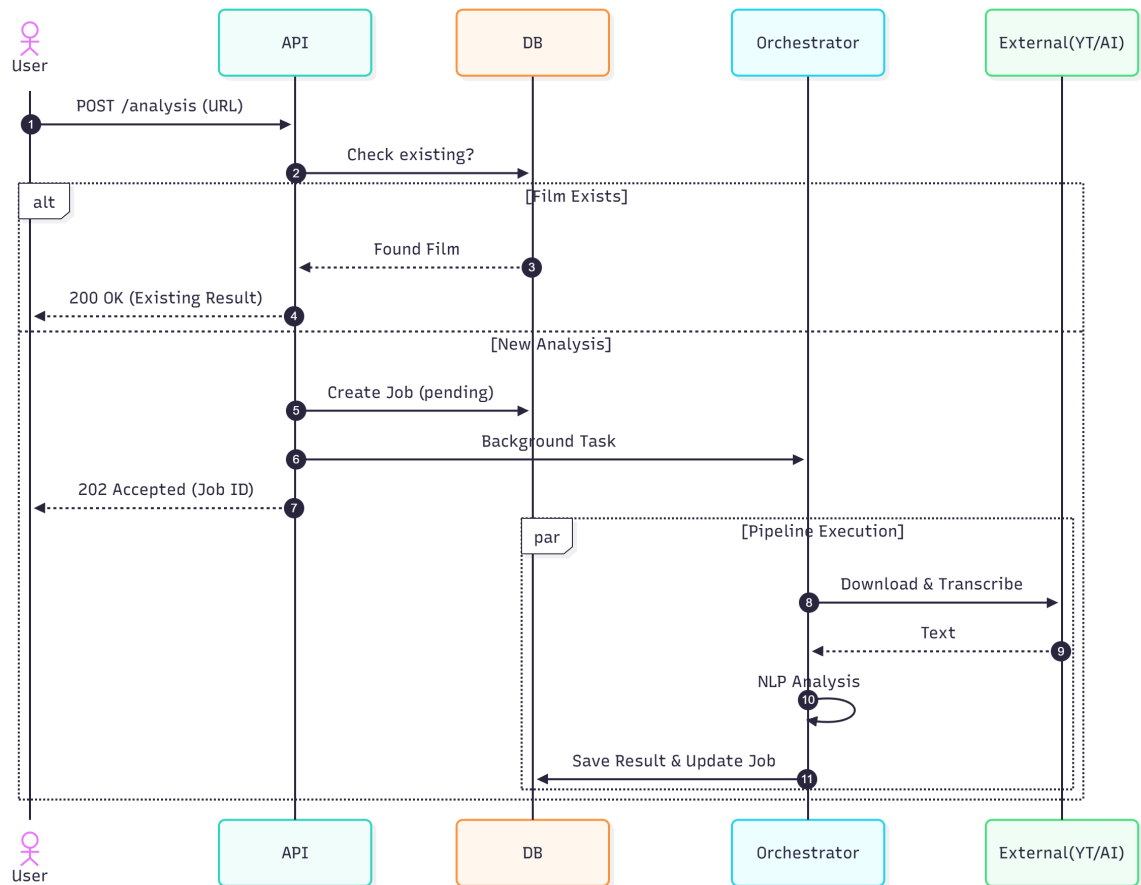 User
API
DB
Orchestrator
External(YT/AI)
POST /analysis (URL)
1
Check existing?
2
alt
[Film Exists]
Found Film
3
200 OK (Existing Result)
4
[New Analysis]
Create Job (pending)
5
Background Task
6
202 Accepted (Job ID)
7
par
[Pipeline Execution]
Download & Transcribe
8
Text
9
NLP Analysis
10
Save Result & Update Job
11
User
API
DB
Orchestrator
External(YT/AI)